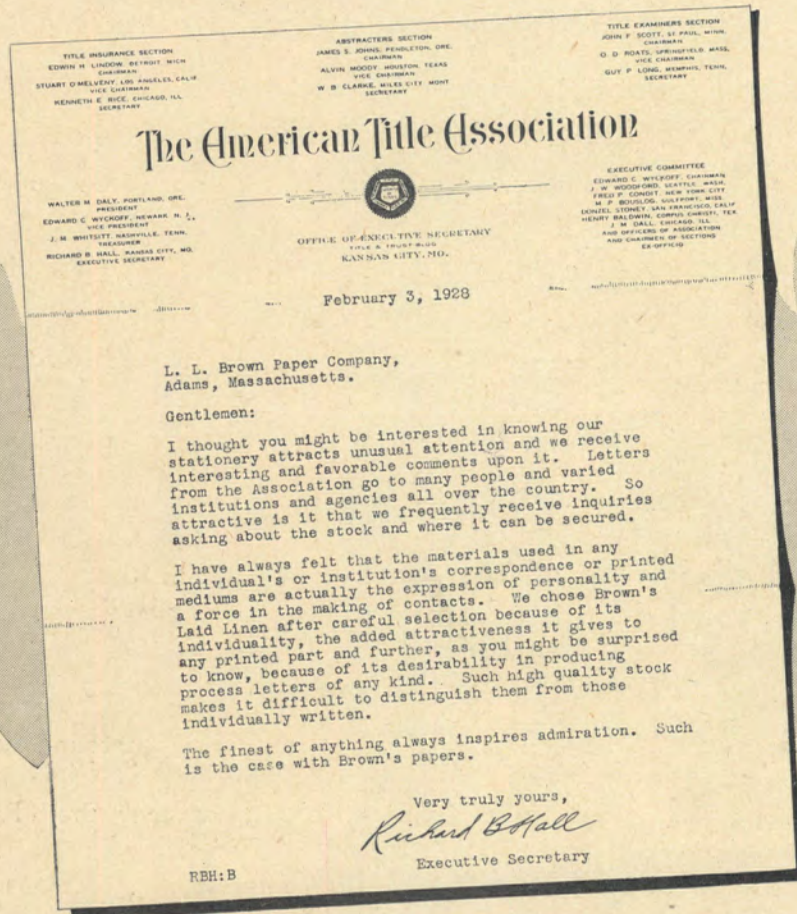 TITLE INSURANCE SECTION
EDWIN H. LINDOW, DETROIT, MICH.
CHAIRMAN
STUART O'MELVENY, LOS ANGELES, CALIF.
VICE CHAIRMAN
KENNETH E. RICE, CHICAGO, ILL.
SECRETARY
ABSTRACTERS SECTION
JAMES S. JOHNS, PENDLETON, ORE.
CHAIRMAN
ALVIN MOODY, HOUSTON, TEXAS
VICE CHAIRMAN
W. B. CLARKE, MILES CITY, MONT.
SECRETARY
TITLE EXAMINERS SECTION
JOHN F. SCOTT, ST. PAUL, MINN.
CHAIRMAN
O. D. ROATS, SPRINGFIELD, MASS.
VICE CHAIRMAN
GUY P. LONG, MEMPHIS, TENN.
SECRETARY
The American Title Association
WALTER M. DALY, PORTLAND, ORE.
PRESIDENT
EDWARD C. WYCKOFF, NEWARK, N. J.
VICE PRESIDENT
J. M. WHITSITT, NASHVILLE, TENN.
TREASURER
RICHARD B. HALL, KANSAS CITY, MO.
EXECUTIVE SECRETARY
OFFICE OF EXECUTIVE SECRETARY
TITLE & TRUST BLDG.
KANSAS CITY, MO.
EXECUTIVE COMMITTEE
EDWARD C. WYCKOFF, CHAIRMAN
J. W. WOODFORD, SEATTLE, WASH.
FRED P. CONDIT, NEW YORK CITY
M. P. BOUSLOG, GULFPORT, MISS.
DONZEL STONEY, SAN FRANCISCO, CALIF.
HENRY BALDWIN, CORPUS CHRISTI, TEX.
J. M. DALL, CHICAGO, ILL.
AND OFFICERS OF ASSOCIATION
AND CHAIRMEN OF SECTIONS
EX-OFFICIO
February 3, 1928
L. L. Brown Paper Company,
Adams, Massachusetts.
Gentlemen:
I thought you might be interested in knowing our
stationery attracts unusual attention and we receive
interesting and favorable comments upon it. Letters
from the Association go to many people and varied
institutions and agencies all over the country. So
attractive is it that we frequently receive inquiries
asking about the stock and where it can be secured.
I have always felt that the materials used in any
individual's or institution's correspondence or printed
mediums are actually the expression of personality and
a force in the making of contacts. We chose Brown's
Laid Linen after careful selection because of its
individuality, the added attractiveness it gives to
any printed part and further, as you might be surprised
to know, because of its desirability in producing
process letters of any kind. Such high quality stock
makes it difficult to distinguish them from those
individually written.
The finest of anything always inspires admiration. Such
is the case with Brown's papers.
Very truly yours,
Richard B Hall
Executive Secretary
RBH:B